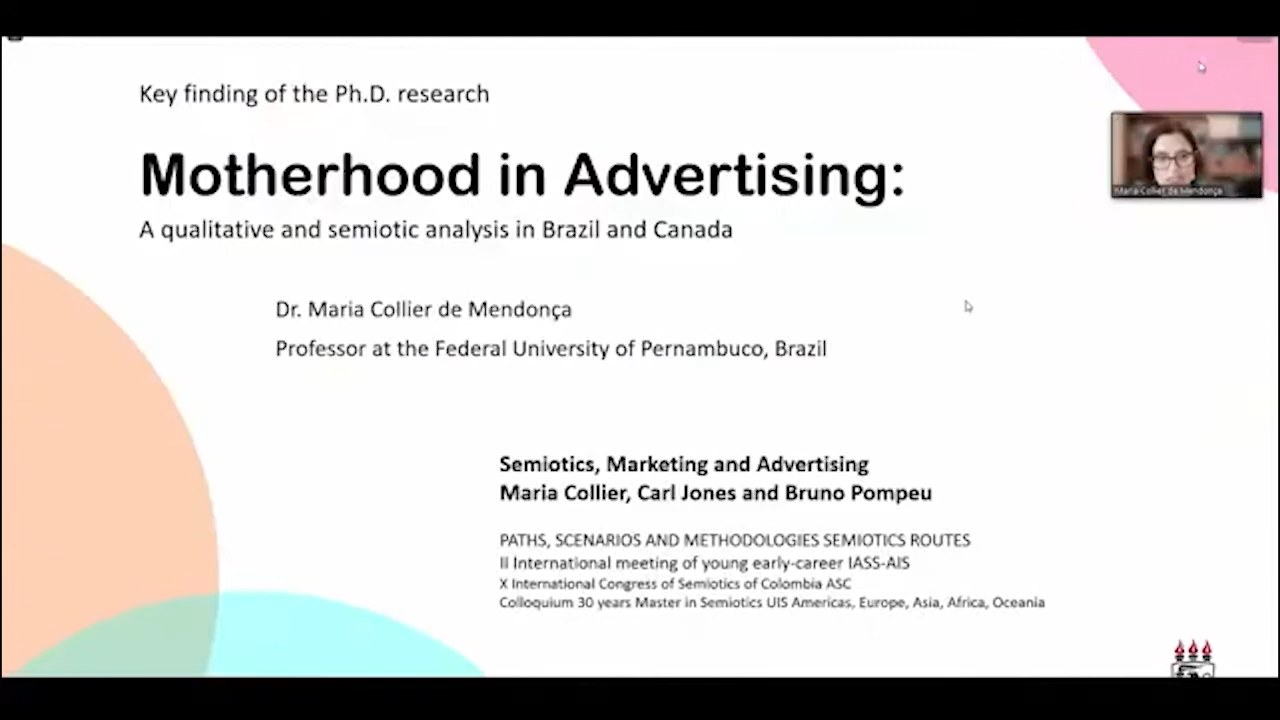 Key finding of the Ph.D. research
Motherhood in Advertising:
A qualitative and semiotic analysis in Brazil and Canada
Maria Collier de Mendonça
Dr. Maria Collier de Mendonça
Professor at the Federal University of Pernambuco, Brazil
Semiotics, Marketing and Advertising
Maria Collier, Carl Jones and Bruno Pompeu
PATHS, SCENARIOS AND METHODOLOGIES SEMIOTICS ROUTES
II International meeting of young early-career IASS-AIS
X International Congress of Semiotics of Colombia ASC
Colloquium 30 years Master in Semiotics UIS Americas, Europe, Asia, Africa, Oceania